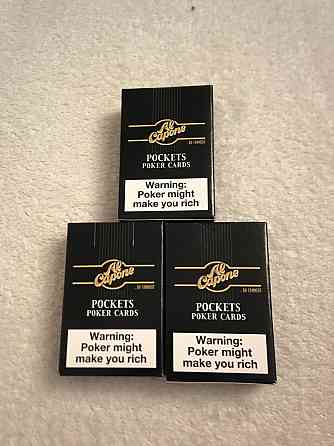 Al
Capone
POCKETS
POKER CARDS
Warning:
Poker might
make you rich
Al
Capone
POCKETS
POKER CARDS
Warning:
Poker might
make you rich
Al
Capone
POCKETS
POKER CARDS
Warning:
Poker might
make you rich